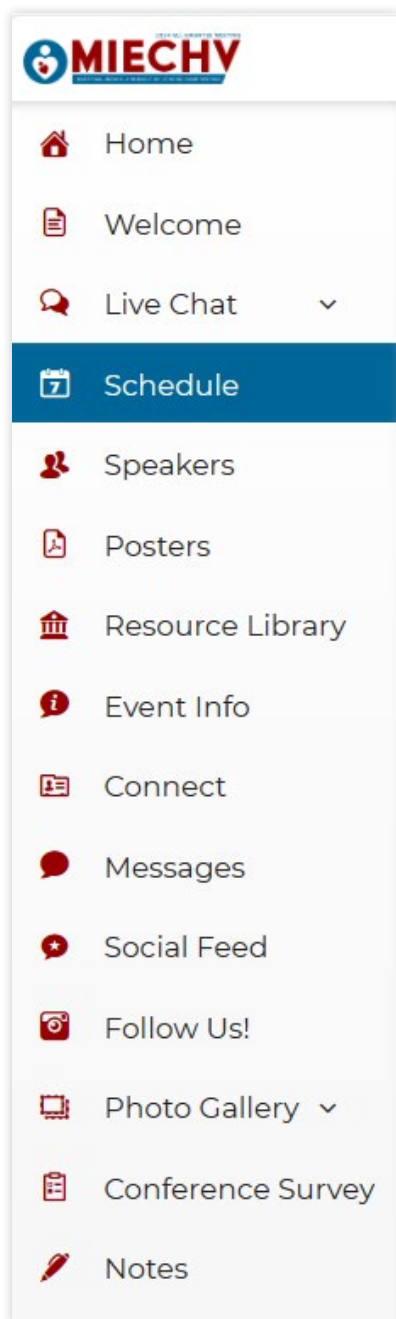 MIECHV
Home
Welcome
Live Chat
7
Schedule
Speakers
Posters
Resource Library
Event Info
Connect
Messages
Social Feed
Follow Us!
Photo Gallery
Conference Survey
Notes